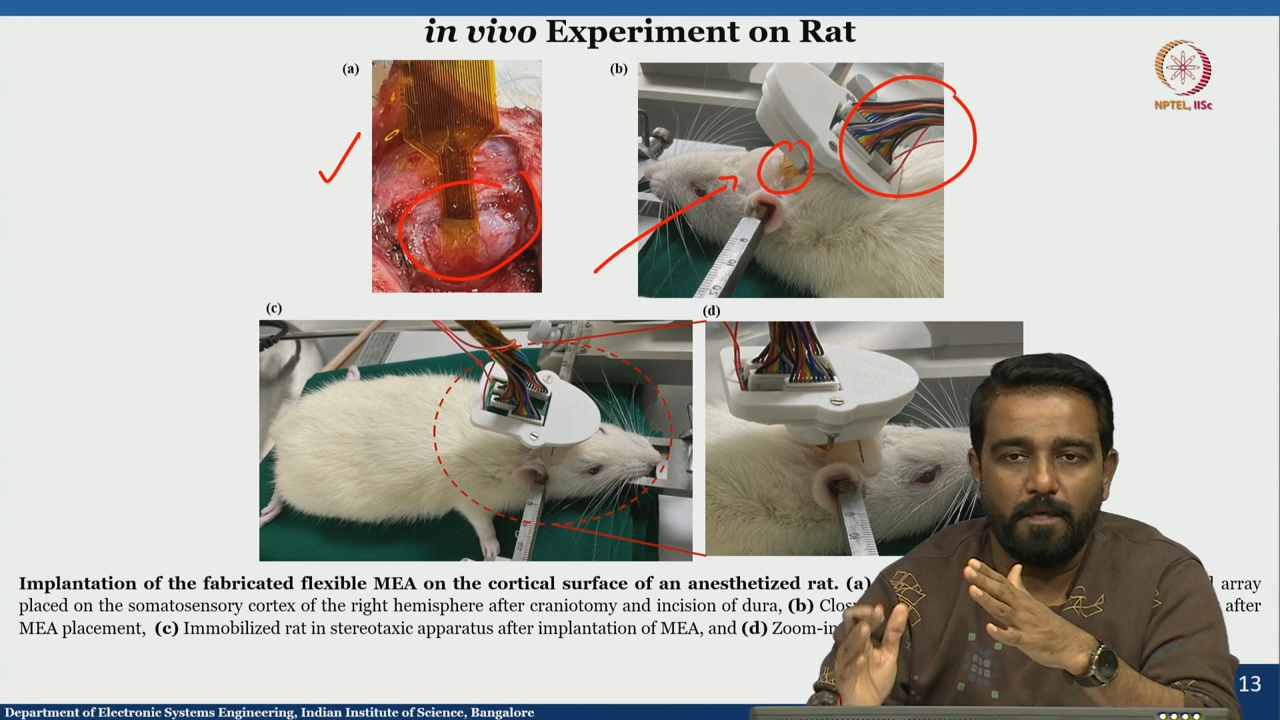 in vivo Experiment on Rat
(a)
(b)
NPTEL, IISc
(c)
(d)
Implantation of the fabricated flexible MEA on the cortical surface of an anesthetized rat. (a) array
placed on the somatosensory cortex of the right hemisphere after craniotomy and incision of dura, (b) after
MEA placement, (c) Immobilized rat in stereotaxic apparatus after implantation of MEA, and (d)
13
Department of Electronic Systems Engineering, Indian Institute of Science, Bangalore